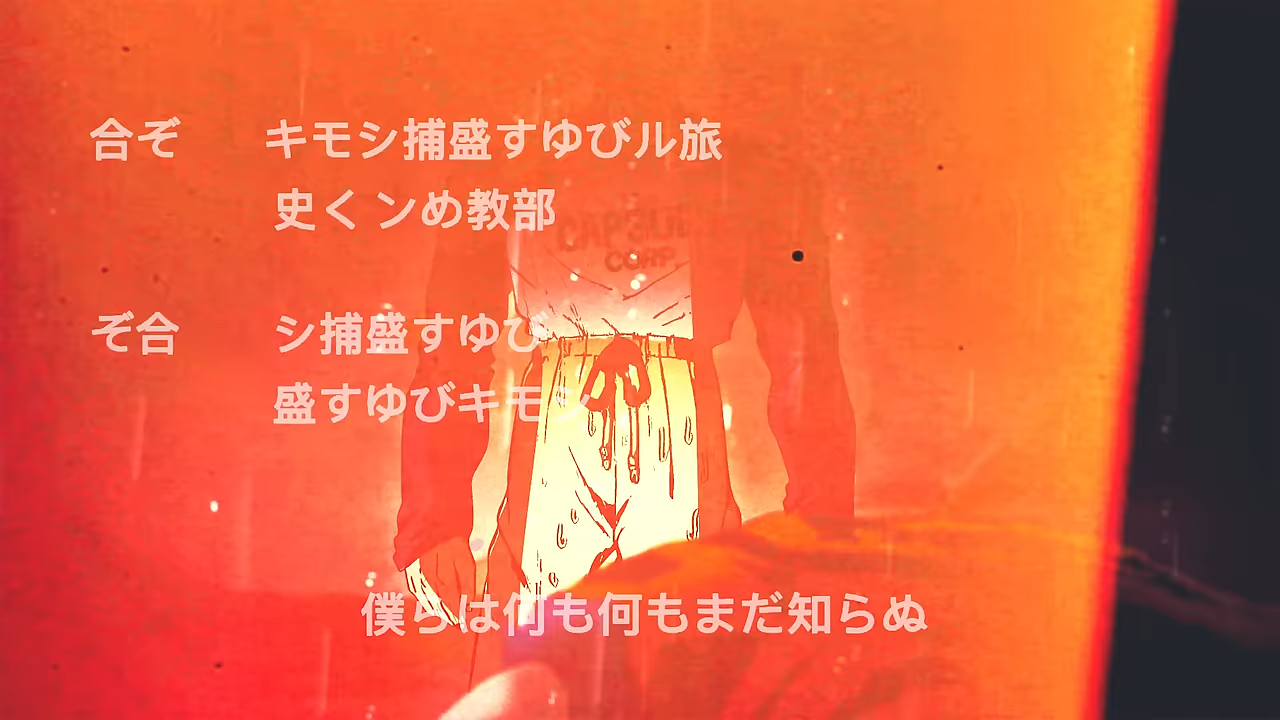 合ぞ キモシ捕盛すゆびル旅
史くンめ教部
CORP.
ぞ合 シ捕盛すゆび
盛すゆびキモシ
僕らは何も何もまだ知らぬ